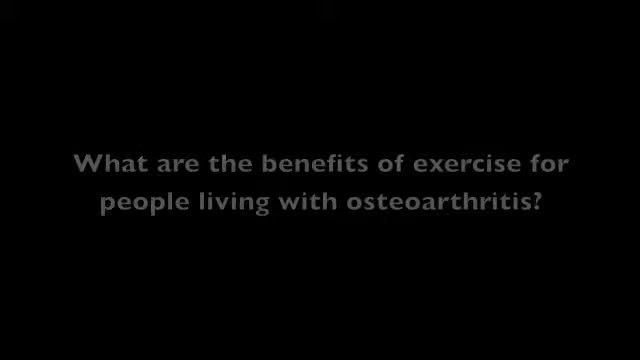 What are the benefits of exercise for
people living with osteoarthritis?